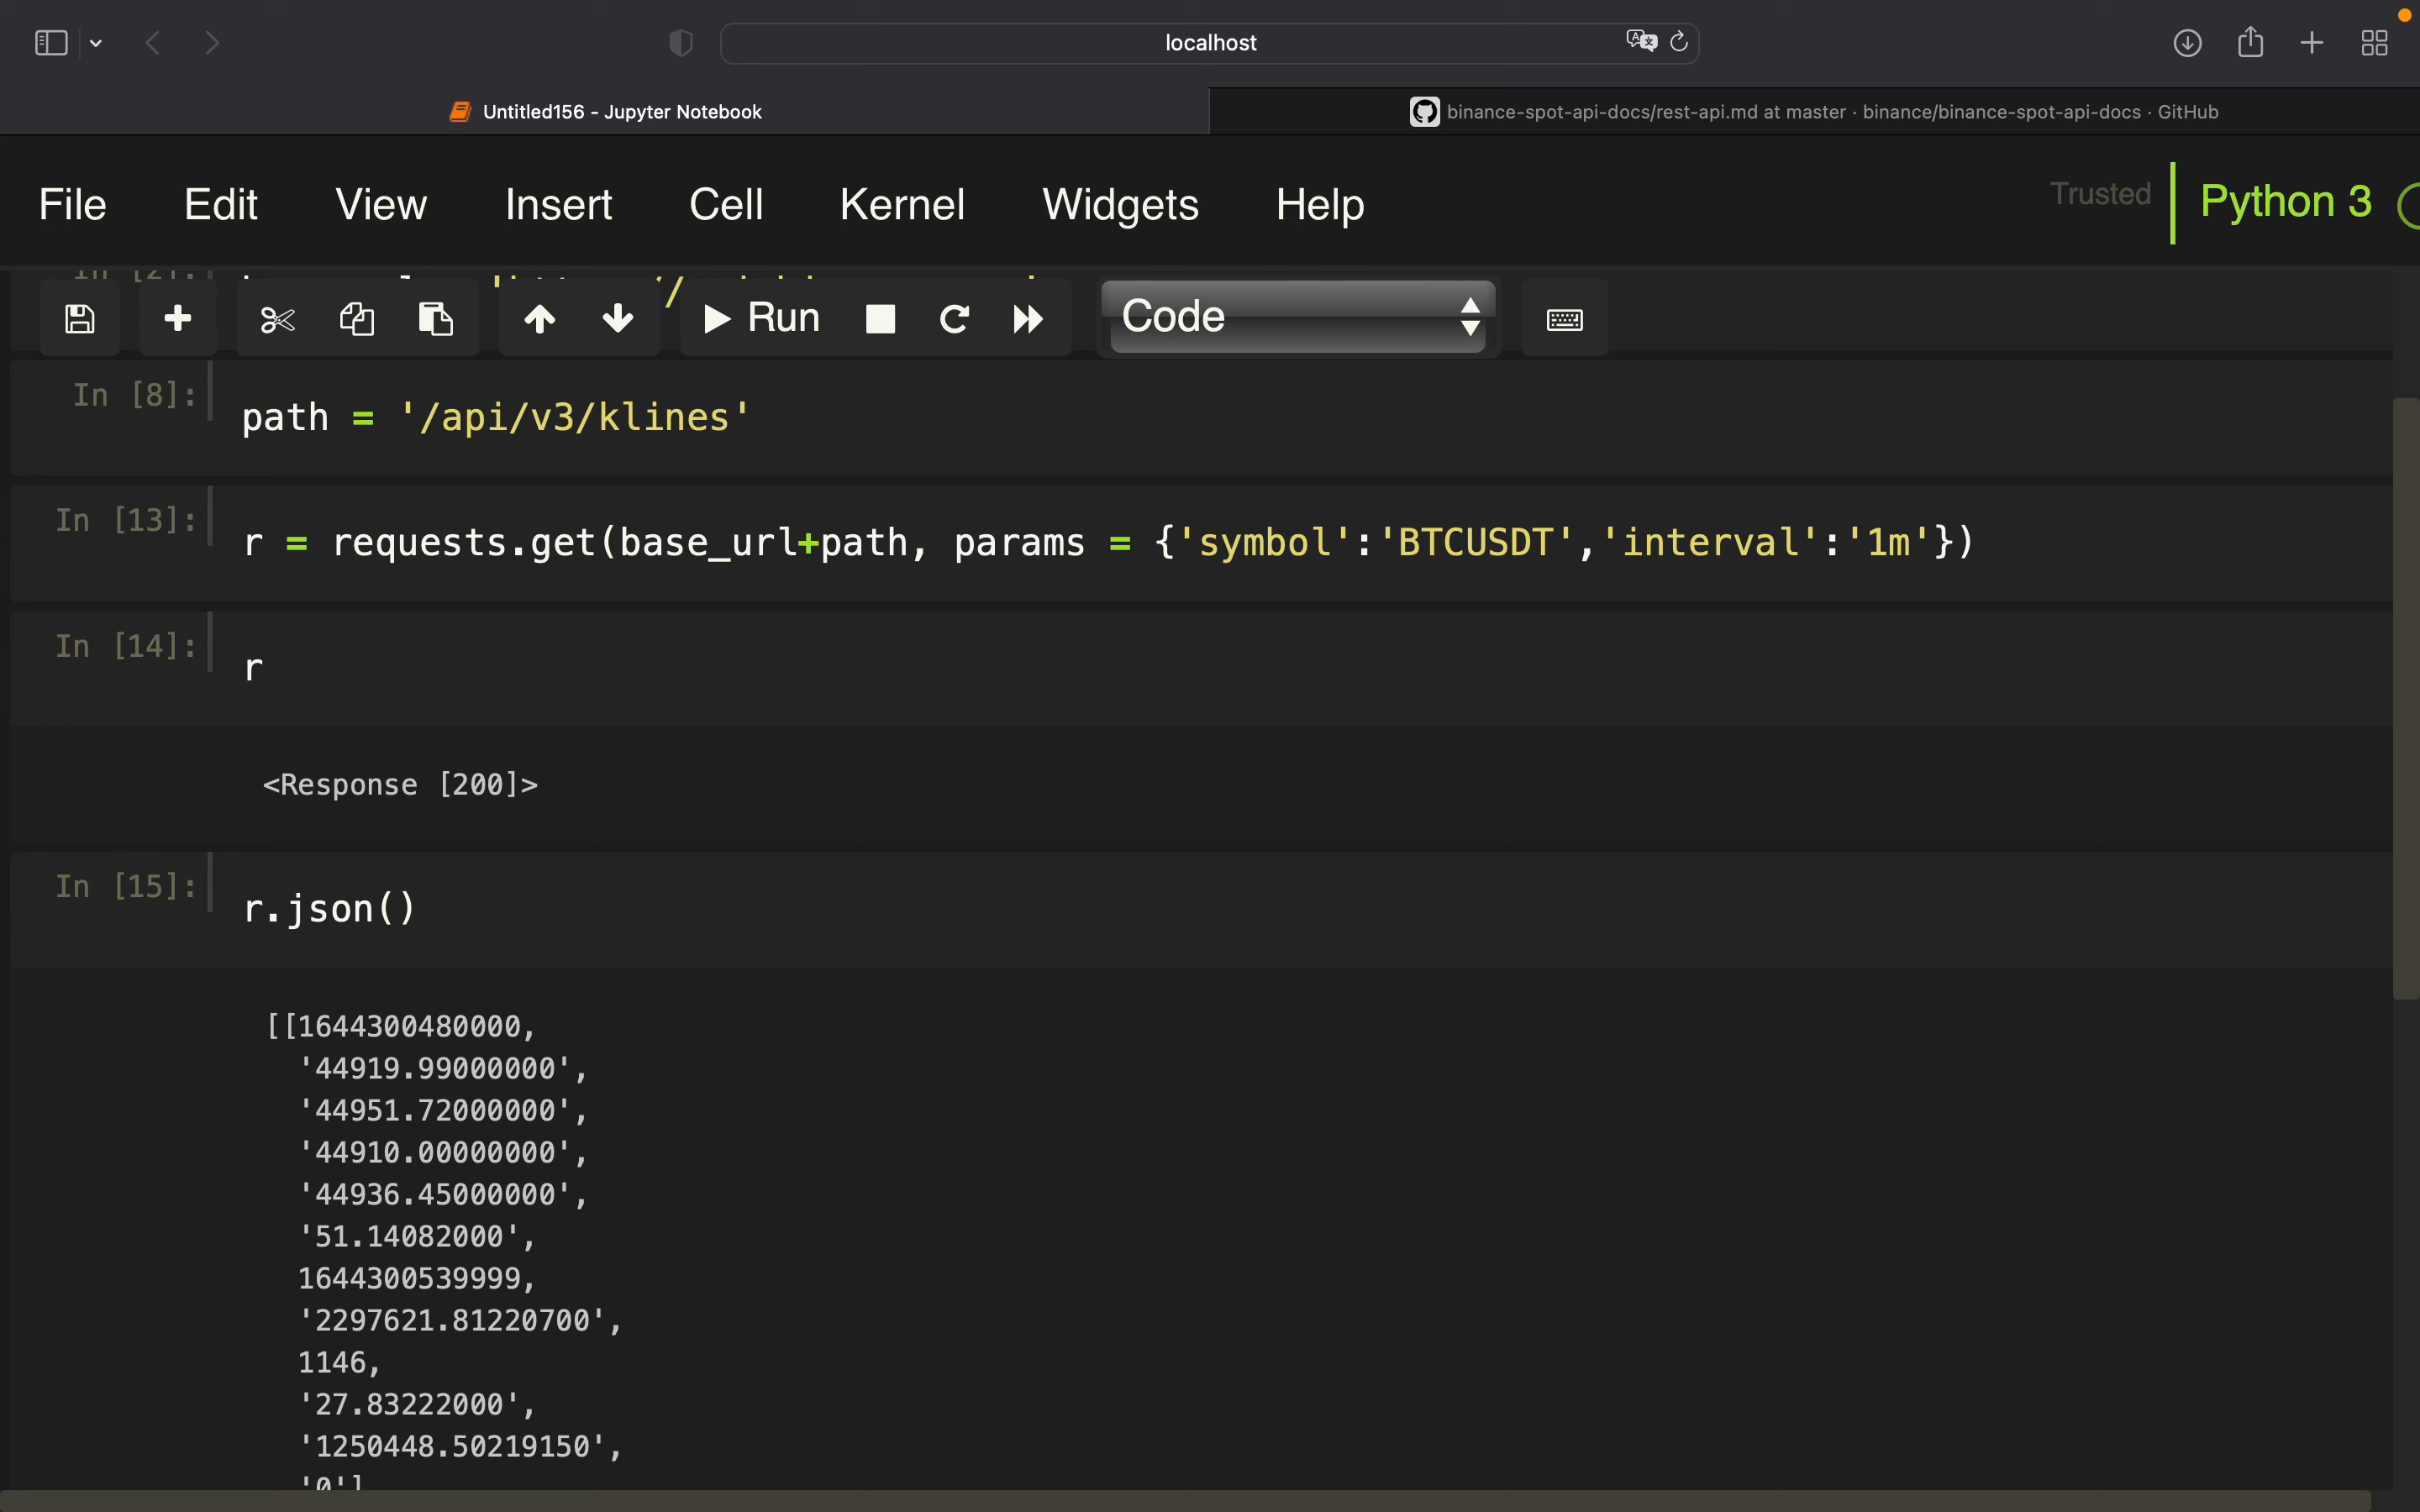 localhost
Untitled156 - Jupyter Notebook
binance-spot-api-docs/rest-api.md at master · binance/binance-spot-api-docs · GitHub
File Edit View Insert Cell Kernel Widgets Help
Trusted
Python 3
Run
Code
In [8]:
path = '/api/v3/klines'
In [13]:
r = requests.get(base_url+path, params = {'symbol':'BTCUSDT','interval':'1m'})
In [14]:
r
<Response [200]>
In [15]:
r.json()
[[1644300480000,
'44919.99000000',
'44951.72000000',
'44910.00000000',
'44936.45000000',
'51.14082000',
1644300539999,
'2297621.81220700',
1146,
'27.83222000',
'1250448.50219150',
'0']